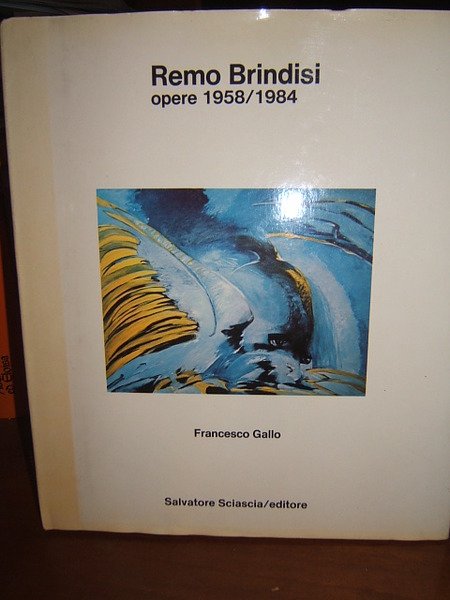 Remo Brindisi
opere 1958/1984
Francesco Gallo
Salvatore Sciascia/editore